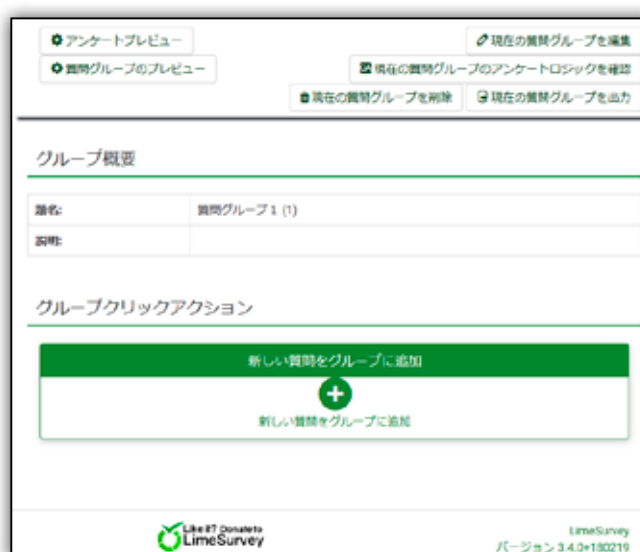 アンケートプレビュー
現在の質問グループを編集
質問グループのプレビュー
現在の質問グループのアンケートロジックを確認
現在の質問グループを削除
現在の質問グループを出力
グループ概要
題名:
質問グループ 1 (1)
説明:
グループクリックアクション
新しい質問をグループに追加
新しい質問をグループに追加
Like it? Donate to
LimeSurvey
LimeSurvey
バージョン 3.4.0+180219